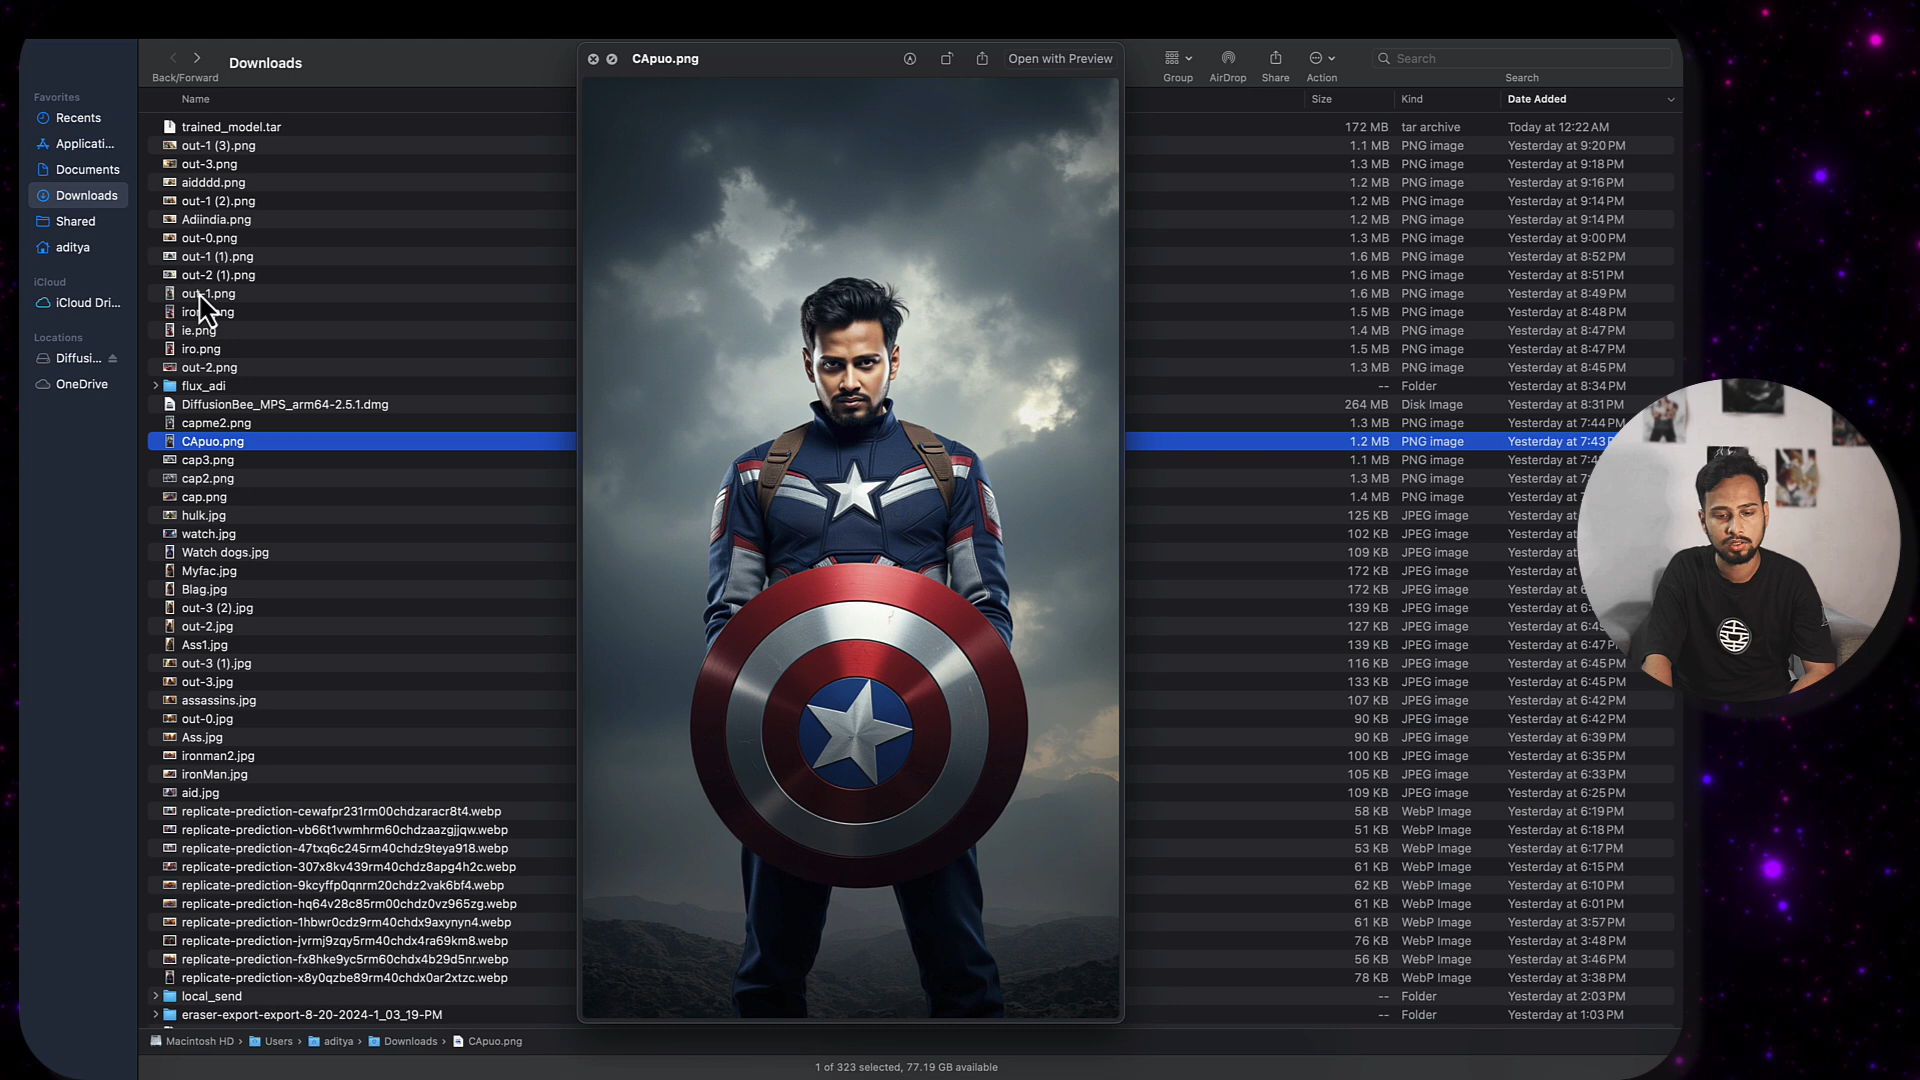 Back/Forward
Downloads
CApuo.png
Open with Preview
Group
AirDrop
Share
Action
Search
Search
Favorites
Recents
Applicati...
Documents
Downloads
Shared
aditya
iCloud
iCloud Dri...
Locations
Diffusi...
OneDrive
Name Size Kind Date Added
trained_model.tar 172 MB tar archive Today at 12:22 AM
out-1 (3).png 1.1 MB PNG image Yesterday at 9:20 PM
out-3.png 1.3 MB PNG image Yesterday at 9:18 PM
aidddd.png 1.2 MB PNG image Yesterday at 9:16 PM
out-1 (2).png 1.2 MB PNG image Yesterday at 9:14 PM
Adiindia.png 1.2 MB PNG image Yesterday at 9:14 PM
out-0.png 1.3 MB PNG image Yesterday at 9:00 PM
out-1 (1).png 1.6 MB PNG image Yesterday at 8:52 PM
out-2 (1).png 1.6 MB PNG image Yesterday at 8:51 PM
out-1.png 1.6 MB PNG image Yesterday at 8:49 PM
1.5 MB PNG image Yesterday at 8:48 PM
ie.png 1.4 MB PNG image Yesterday at 8:47 PM
iro.png 1.5 MB PNG image Yesterday at 8:47 PM
out-2.png 1.3 MB PNG image Yesterday at 8:45 PM
flux_adi -- Folder Yesterday at 8:34 PM
DiffusionBee_MPS_arm64-2.5.1.dmg 264 MB Disk Image Yesterday at 8:31 PM
capme2.png 1.3 MB PNG image Yesterday at 7:44 PM
CApuo.png 1.2 MB PNG image Yesterday at 7:43
cap3.png 1.1 MB PNG image Yesterday at
cap2.png 1.3 MB PNG image Yesterday at
cap.png 1.4 MB PNG image Yesterday at
hulk.jpg 125 KB JPEG image Yesterday at
watch.jpg 102 KB JPEG image Yesterday at
Watch dogs.jpg 109 KB JPEG image Yesterday at
Myfac.jpg 172 KB JPEG image Yesterday at
Blag.jpg 172 KB JPEG image Yesterday at
out-3 (2).jpg 139 KB JPEG image Yesterday at
out-2.jpg 127 KB JPEG image Yesterday at
Ass1.jpg 139 KB JPEG image Yesterday at 6:47
out-3 (1).jpg 116 KB JPEG image Yesterday at 6:45 PM
out-3.jpg 133 KB JPEG image Yesterday at 6:45 PM
assassins.jpg 107 KB JPEG image Yesterday at 6:42 PM
out-0.jpg 90 KB JPEG image Yesterday at 6:42 PM
Ass.jpg 90 KB JPEG image Yesterday at 6:39 PM
ironman2.jpg 100 KB JPEG image Yesterday at 6:35 PM
ironMan.jpg 105 KB JPEG image Yesterday at 6:33 PM
aid.jpg 109 KB JPEG image Yesterday at 6:25 PM
replicate-prediction-cewafpr231rm00chdzaracr8t4.webp 58 KB WebP Image Yesterday at 6:19 PM
replicate-prediction-vb66t1vwmhrm60chdzaazgjjqw.webp 51 KB WebP Image Yesterday at 6:18 PM
replicate-prediction-47txq6c245rm40chdz9teya918.webp 53 KB WebP Image Yesterday at 6:17 PM
replicate-prediction-307x8kv439rm40chdz8apg4h2c.webp 61 KB WebP Image Yesterday at 6:15 PM
replicate-prediction-9kcyffp0qnrm20chdz2vak6bf4.webp 62 KB WebP Image Yesterday at 6:10 PM
replicate-prediction-hq64v28c85rm00chdz0vz965zg.webp 61 KB WebP Image Yesterday at 6:01 PM
replicate-prediction-1hbwr0cdz9rm40chdx9axynyn4.webp 61 KB WebP Image Yesterday at 3:57 PM
replicate-prediction-jvrmj9zqy5rm40chdx4ra69km8.webp 76 KB WebP Image Yesterday at 3:48 PM
replicate-prediction-fx8hke9yc5rm60chdx4b29d5nr.webp 56 KB WebP Image Yesterday at 3:46 PM
replicate-prediction-x8y0qzbe89rm40chdx0ar2xtzc.webp 78 KB WebP Image Yesterday at 3:38 PM
local_send -- Folder Yesterday at 2:03 PM
eraser-export-export-8-20-2024-1_03_19-PM -- Folder Yesterday at 1:03 PM
Macintosh HD › Users › aditya › Downloads › CApuo.png
1 of 323 selected, 77.19 GB available